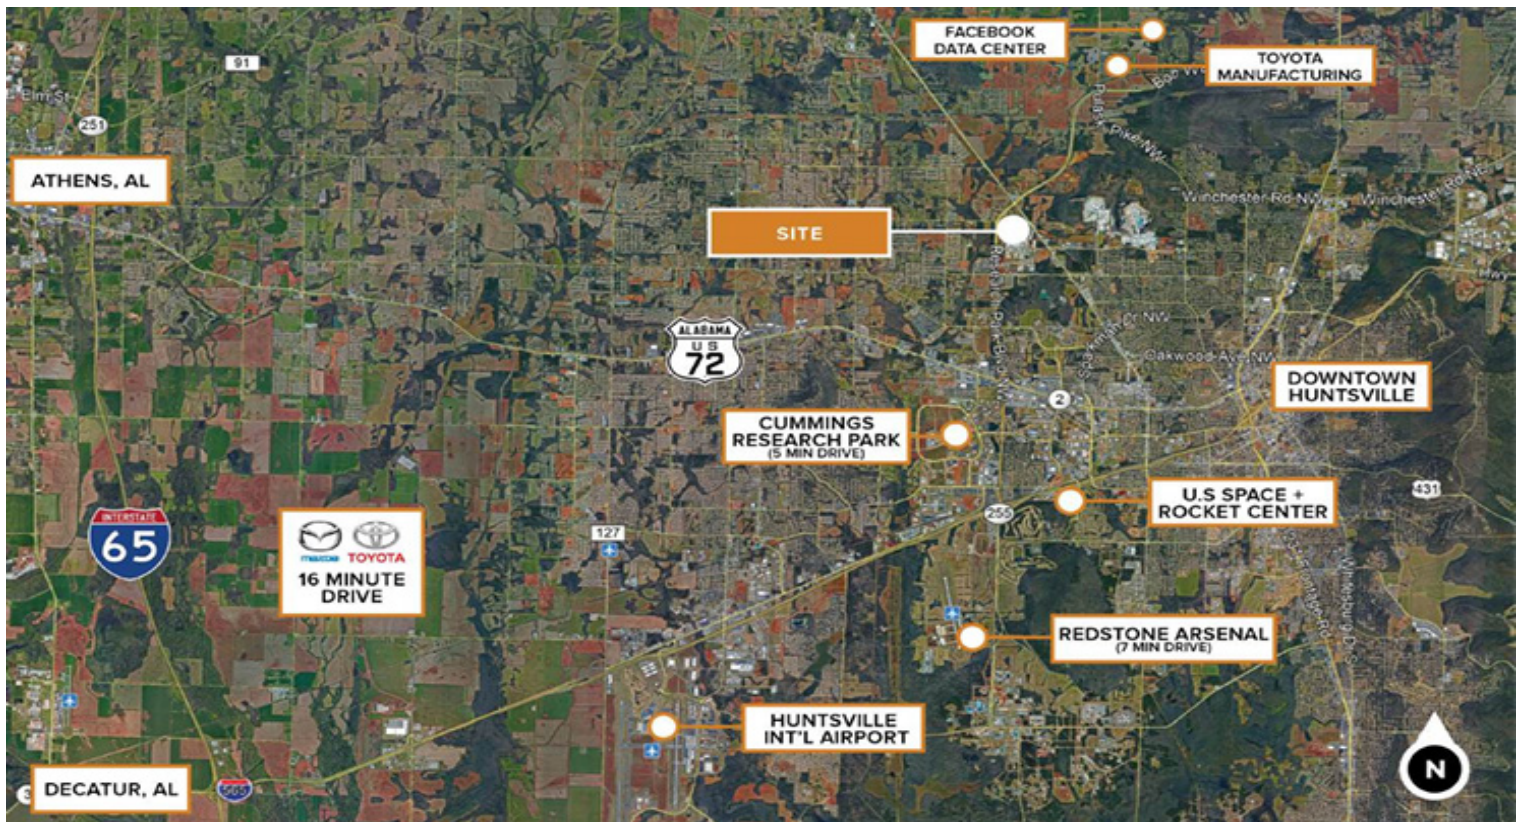 FACEBOOK
DATA CENTER
TOYOTA
MANUFACTURING
91
Elm St
251
Pike NW
ATHENS, AL
Winchester Rd NW
Winchester Rd NE
SITE
Hwy
ALABAMA
US
72
Oakwood Ave NW
DOWNTOWN
HUNTSVILLE
2
CUMMINGS
RESEARCH PARK
(5 MIN DRIVE)
431
U.S SPACE +
ROCKET CENTER
255
INTERSTATE
65
127
mazda
TOYOTA
16 MINUTE
DRIVE
REDSTONE ARSENAL
(7 MIN DRIVE)
HUNTSVILLE
INT'L AIRPORT
N
DECATUR, AL
565